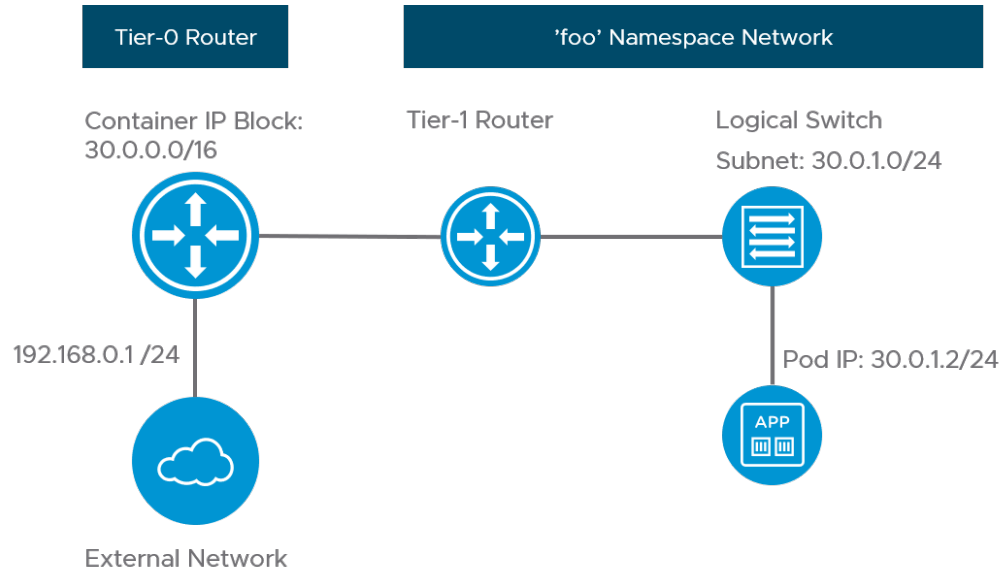 Tier-0 Router
'foo' Namespace Network
Container IP Block:
30.0.0.0/16
Tier-1 Router
Logical Switch
Subnet: 30.0.1.0/24
192.168.0.1 /24
Pod IP: 30.0.1.2/24
APP
External Network